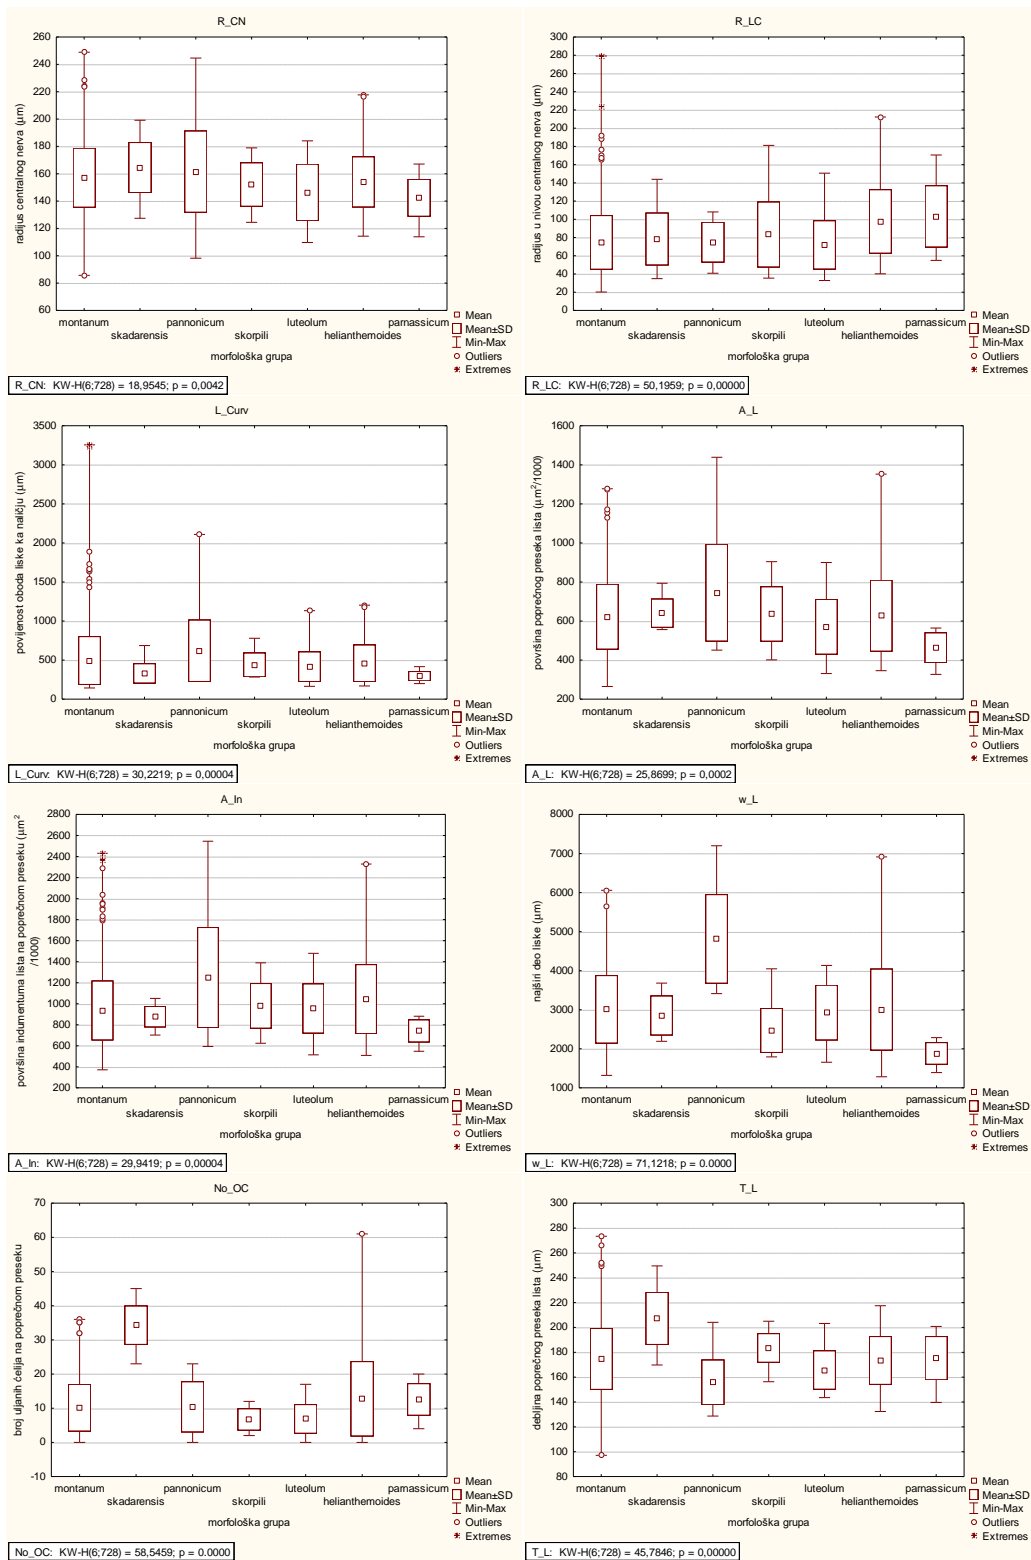 R_CN
radijus centralnog nerva (µm)
260
240
220
200
180
160
140
120
100
80
60
montanum pannonicum luteolum parnassicum
skadarensis skorpili helianthemoides
morfološka grupa
Mean
Mean±SD
Min-Max
Outliers
Extremes
R_CN: KW-H(6;728) = 18,9545; p = 0,0042
R_LC
radijus u nivou centralnog nerva (µm)
300
280
260
240
220
200
180
160
140
120
100
80
60
40
20
0
montanum pannonicum luteolum parnassicum
skadarensis skorpili helianthemoides
morfološka grupa
Mean
Mean±SD
Min-Max
Outliers
Extremes
R_LC: KW-H(6;728) = 50,1959; p = 0,00000
L_Curv
povijenost oboda liske ka naličju (µm)
3500
3000
2500
2000
1500
1000
500
0
montanum pannonicum luteolum parnassicum
skadarensis skorpili helianthemoides
morfološka grupa
Mean
Mean±SD
Min-Max
Outliers
Extremes
L_Curv: KW-H(6;728) = 30,2219; p = 0,00004
A_L
površina poprečnog preseka lista (µm²/1000)
1600
1400
1200
1000
800
600
400
200
montanum pannonicum luteolum parnassicum
skadarensis skorpili helianthemoides
morfološka grupa
Mean
Mean±SD
Min-Max
Outliers
Extremes
A_L: KW-H(6;728) = 25,8699; p = 0,0002
A_In
površina indumentuma lista na poprečnom preseku (µm²
/1000)
2800
2600
2400
2200
2000
1800
1600
1400
1200
1000
800
600
400
200
montanum pannonicum luteolum parnassicum
skadarensis skorpili helianthemoides
morfološka grupa
Mean
Mean±SD
Min-Max
Outliers
Extremes
A_In: KW-H(6;728) = 29,9419; p = 0,00004
w_L
najširi deo liske (µm)
8000
7000
6000
5000
4000
3000
2000
1000
montanum pannonicum luteolum parnassicum
skadarensis skorpili helianthemoides
morfološka grupa
Mean
Mean±SD
Min-Max
Outliers
Extremes
w_L: KW-H(6;728) = 71,1218; p = 0.0000
No_OC
broj uljanih ćelija na poprečnom preseku
70
60
50
40
30
20
10
0
-10
montanum pannonicum luteolum parnassicum
skadarensis skorpili helianthemoides
morfološka grupa
Mean
Mean±SD
Min-Max
Outliers
Extremes
No_OC: KW-H(6;728) = 58,5459; p = 0.0000
T_L
debljina poprečnog preseka lista (µm)
300
280
260
240
220
200
180
160
140
120
100
80
montanum pannonicum luteolum parnassicum
skadarensis skorpili helianthemoides
morfološka grupa
Mean
Mean±SD
Min-Max
Outliers
Extremes
T_L: KW-H(6;728) = 45,7846; p = 0,00000